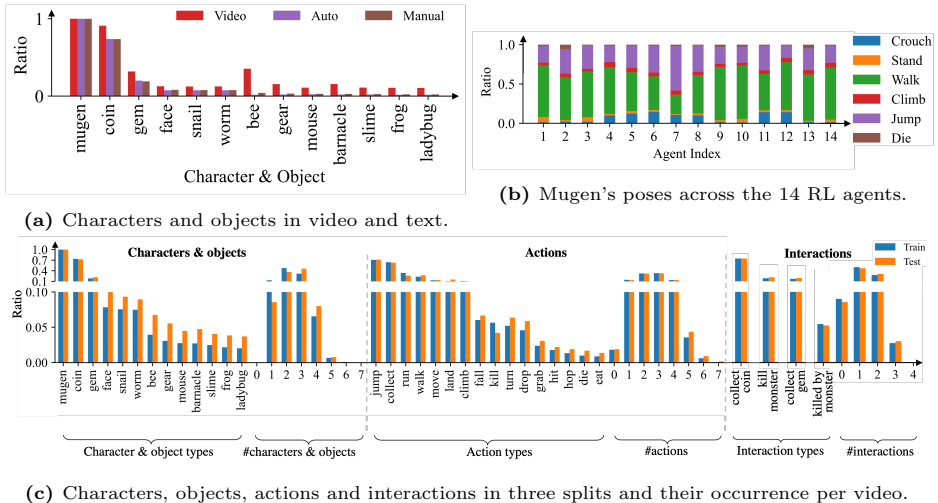 1
0
Ratio
Video
Auto
Manual
mugen
coin
gem
face
snail
worm
bee
gear
mouse
barnacle
slime
frog
ladybug
Character & Object
(a) Characters and objects in video and text.
1.0
0.5
0.0
Ratio
1 2 3 4 5 6 7 8 9 10 11 12 13 14
Agent Index
Crouch
Stand
Walk
Climb
Jump
Die
(b) Mugen's poses across the 14 RL agents.
Characters & objects
Actions
Interactions
Train
Test
1.0
0.7
0.4
0.1
0.10
0.05
0.00
Ratio
mugen
coin
gem
face
snail
worm
bee
gear
mouse
barnacle
slime
frog
ladybug
0 1 2 3 4 5 6 7
jump
collect
run
walk
move
land
climb
fall
kill
turn
drop
grab
hit
hop
die
eat
0 1 2 3 4 5 6 7
collect
coin
kill
monster
collect
gem
killed by
monster
0 1 2 3 4
Character & object types
#characters & objects
Action types
#actions
Interaction types
#interactions
(c) Characters, objects, actions and interactions in three splits and their occurrence per video.